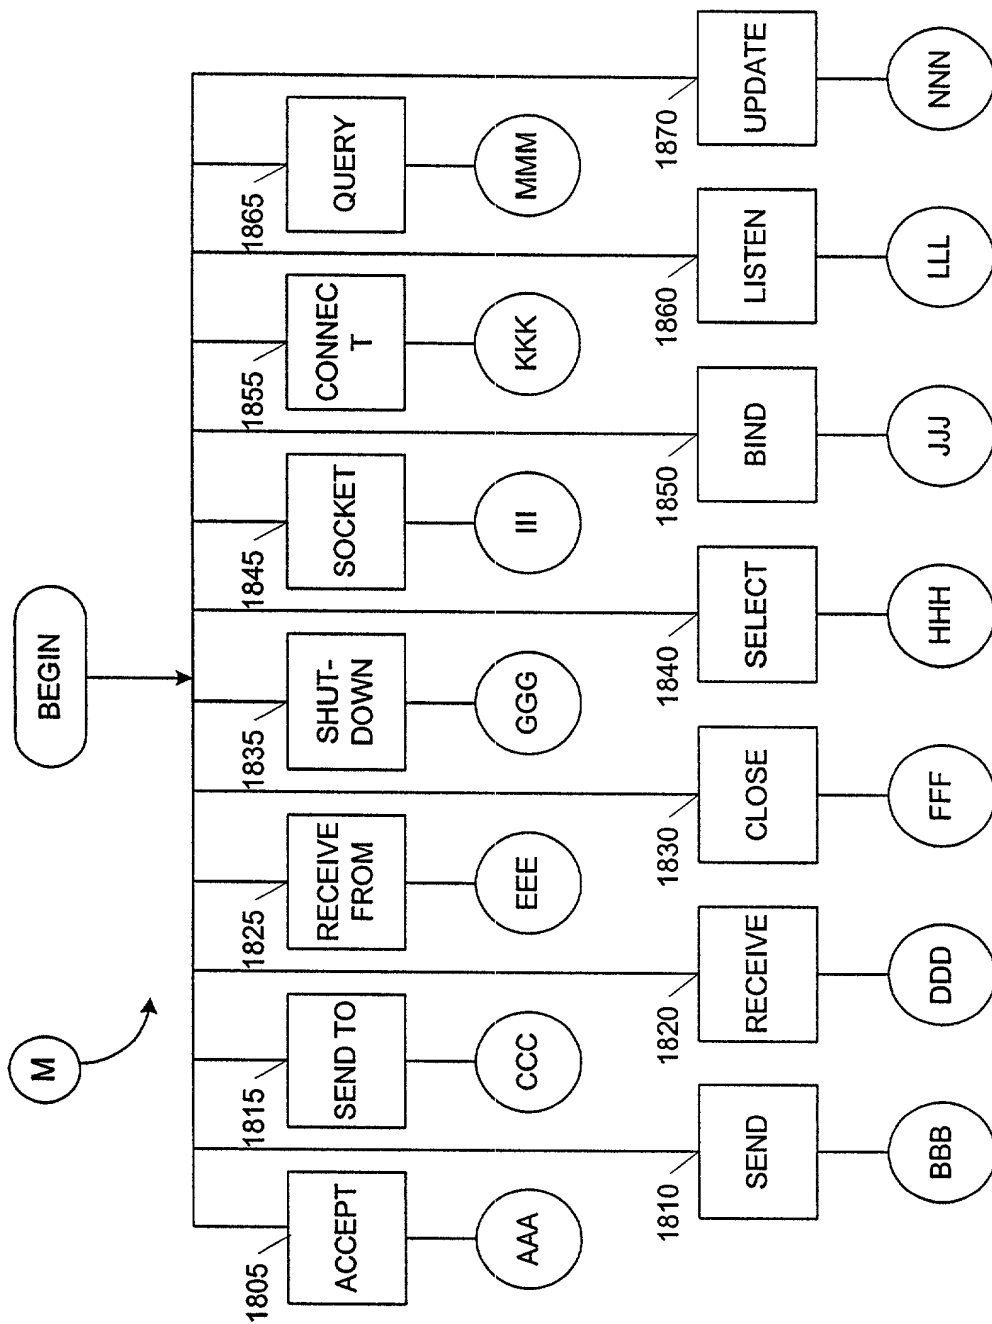 BEGIN
M
1805
ACCEPT
AAA
1810
SEND
BBB
1815
SEND TO
CCC
1820
RECEIVE
DDD
1825
RECEIVE
FROM
EEE
1830
CLOSE
FFF
1835
SHUT-
DOWN
GGG
1840
SELECT
HHH
1845
SOCKET
III
1850
BIND
JJJ
1855
CONNEC
T
KKK
1860
LISTEN
LLL
1865
QUERY
MMM
1870
UPDATE
NNN